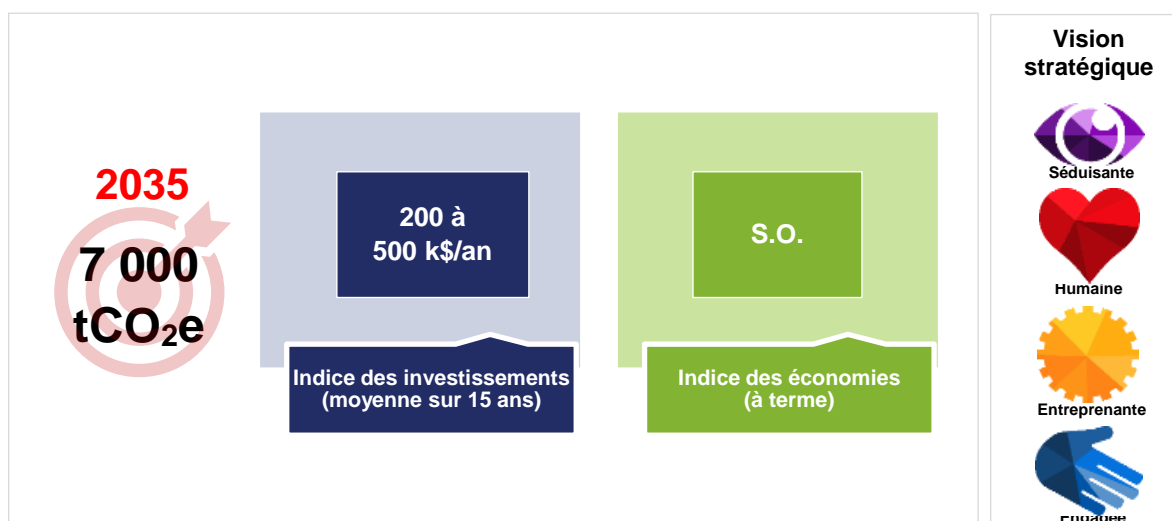 2035
7 000
tCO₂e
200 à
500 k$/an
Indice des investissements
(moyenne sur 15 ans)
S.O.
Indice des économies
(à terme)
Vision
stratégique
Séduisante
Humaine
Entreprenante
Engagée